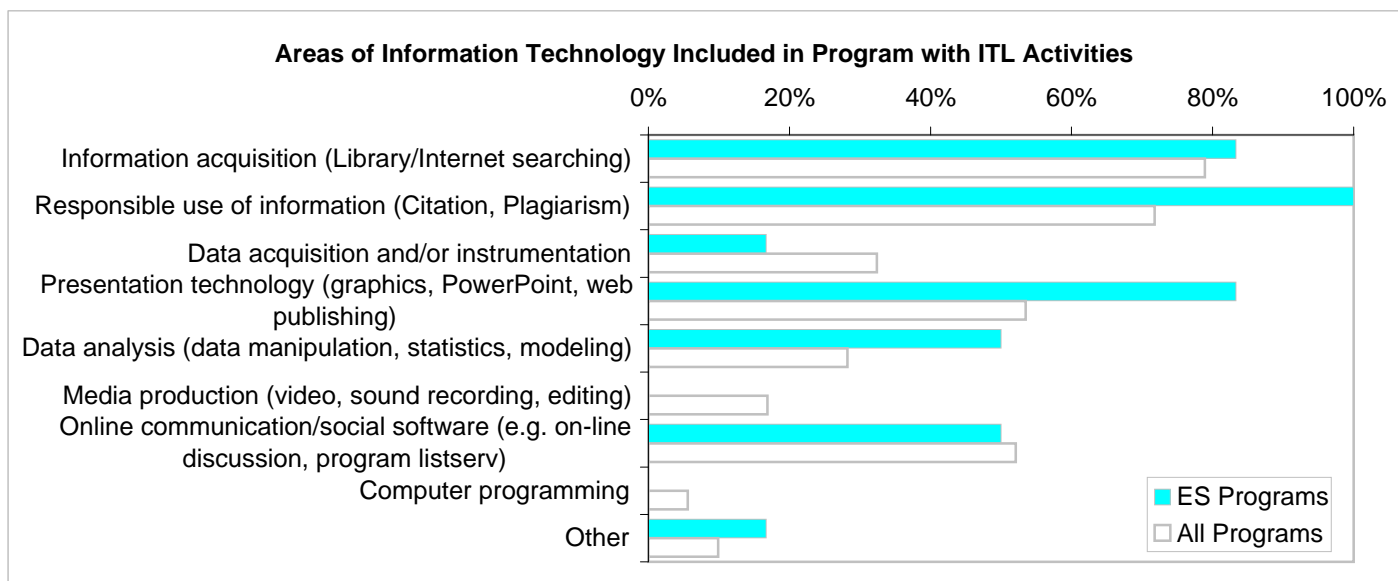 Areas of Information Technology Included in Program with ITL Activities
0% 20% 40% 60% 80% 100%
Information acquisition (Library/Internet searching)
Responsible use of information (Citation, Plagiarism)
Data acquisition and/or instrumentation
Presentation technology (graphics, PowerPoint, web
publishing)
Data analysis (data manipulation, statistics, modeling)
Media production (video, sound recording, editing)
Online communication/social software (e.g. on-line
discussion, program listserv)
Computer programming
Other
ES Programs
All Programs